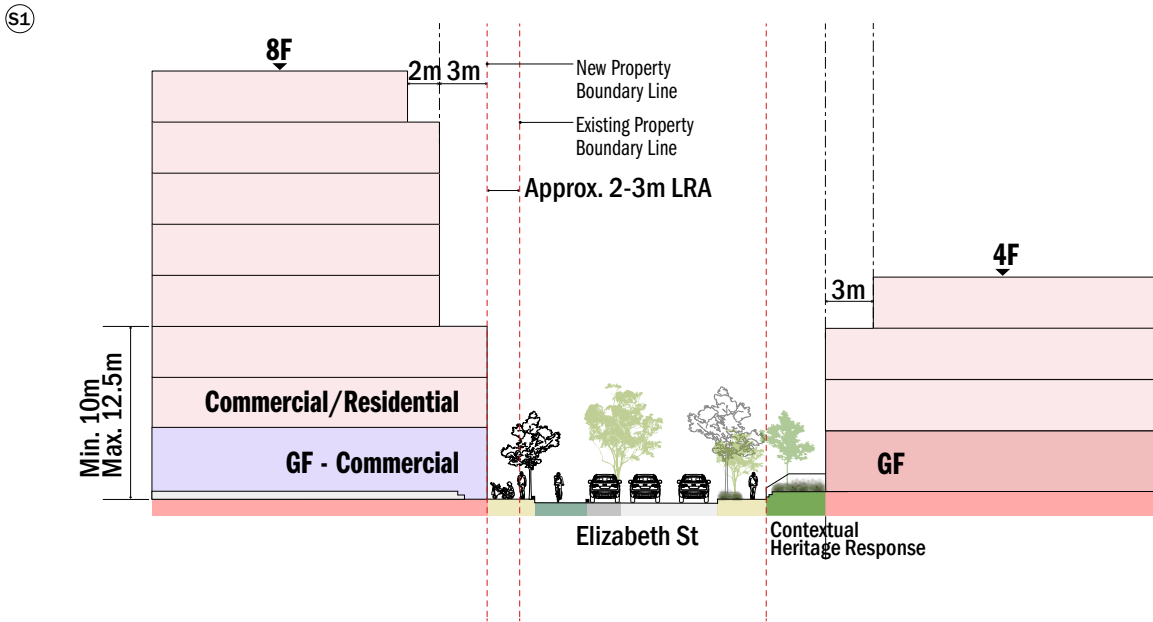 S1
8F
2m 3m
New Property
Boundary Line
Existing Property
Boundary Line
Approx. 2-3m LRA
4F
3m
Min. 10m
Max. 12.5m
Commercial/Residential
GF - Commercial
GF
Elizabeth St
Contextual
Heritage Response